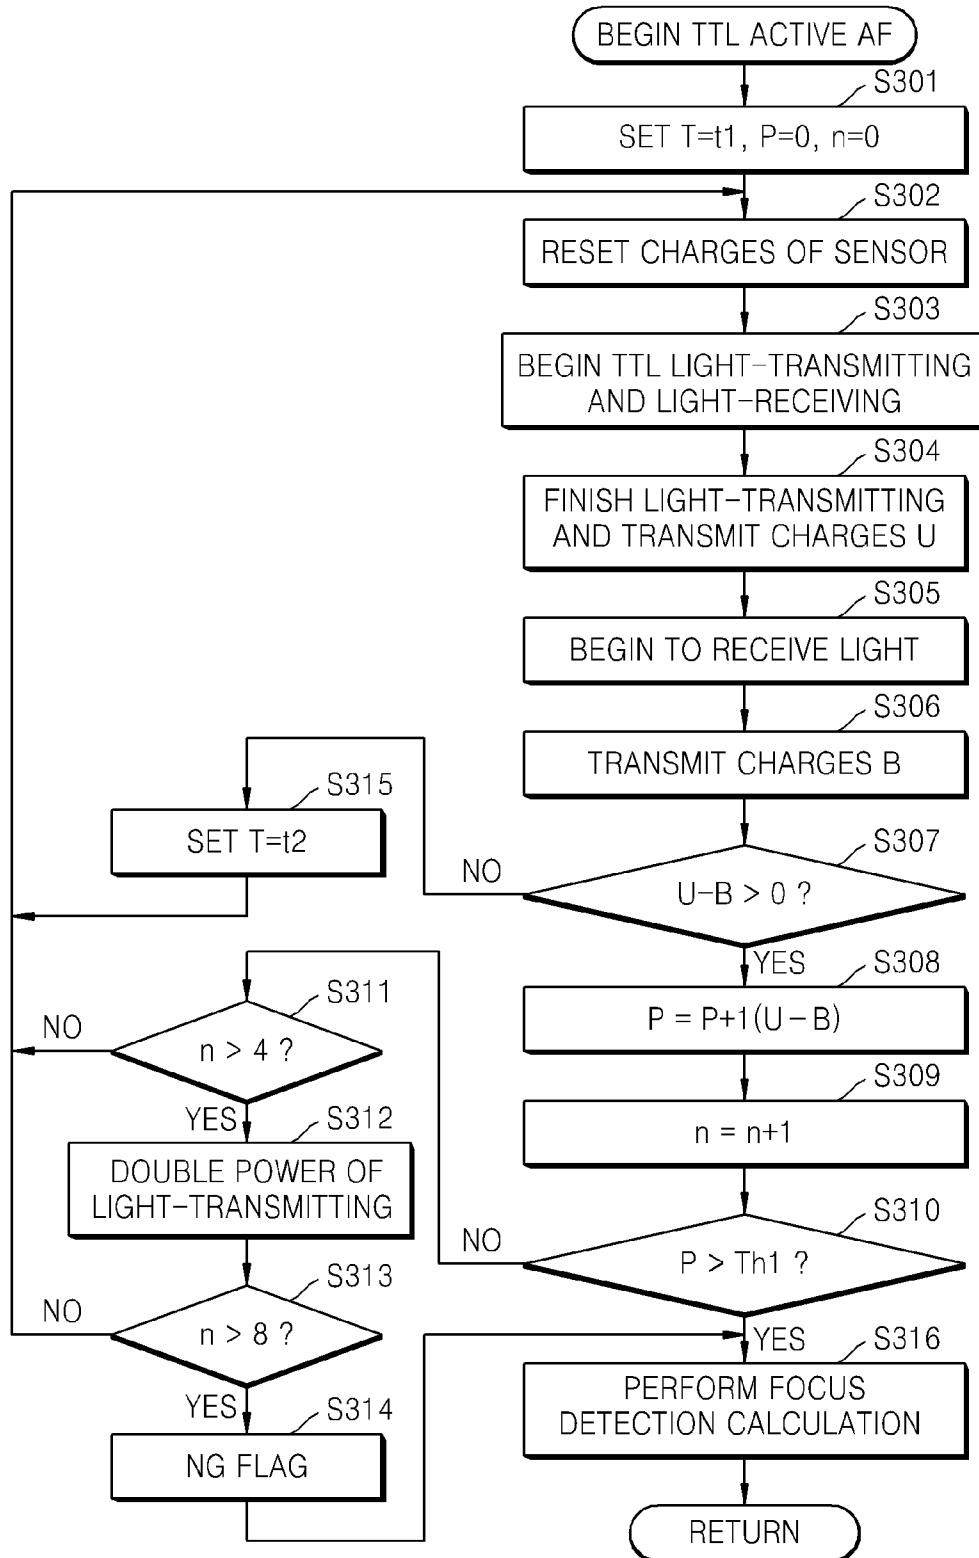 BEGIN TTL ACTIVE AF
S301
SET T=t1, P=0, n=0
S302
RESET CHARGES OF SENSOR
S303
BEGIN TTL LIGHT-TRANSMITTING
AND LIGHT-RECEIVING
S304
FINISH LIGHT-TRANSMITTING
AND TRANSMIT CHARGES U
S305
BEGIN TO RECEIVE LIGHT
S306
TRANSMIT CHARGES B
S315
SET T=t2
S307
NO
U-B > 0 ?
YES
S308
P = P+1(U-B)
S311
NO
n > 4 ?
YES
S309
n = n+1
S312
DOUBLE POWER OF
LIGHT-TRANSMITTING
S310
NO
P > Th1 ?
YES
S313
NO
n > 8 ?
YES
S314
NG FLAG
S316
PERFORM FOCUS
DETECTION CALCULATION
RETURN